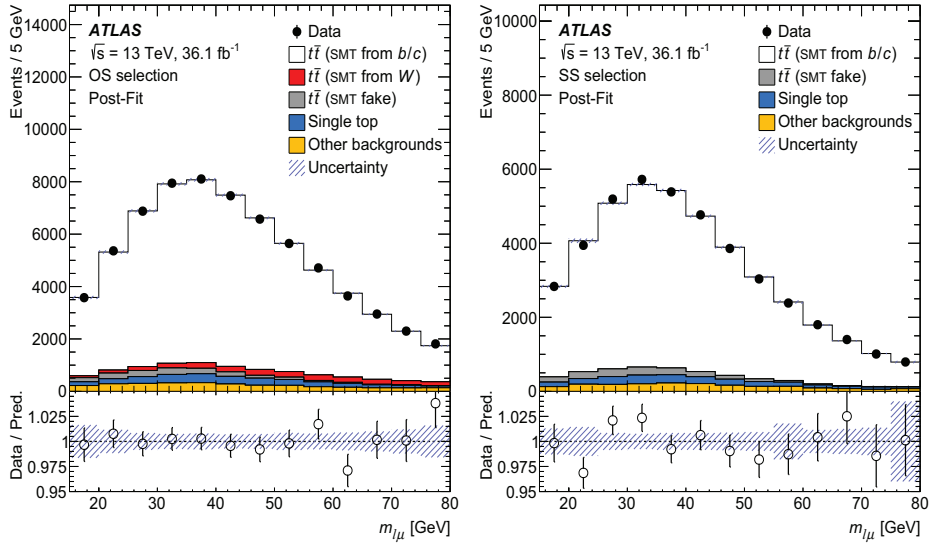 Events / 5 GeV
14000
12000
10000
8000
6000
4000
2000
0
ATLAS
√s = 13 TeV, 36.1 fb⁻¹
OS selection
Post-Fit
Data
tt̄ (SMT from b/c)
tt̄ (SMT from W)
tt̄ (SMT fake)
Single top
Other backgrounds
Uncertainty
Data / Pred.
1.025
1
0.975
0.95
20 30 40 50 60 70 80
m_lμ [GeV]
Events / 5 GeV
10000
8000
6000
4000
2000
0
ATLAS
√s = 13 TeV, 36.1 fb⁻¹
SS selection
Post-Fit
Data
tt̄ (SMT from b/c)
tt̄ (SMT fake)
Single top
Other backgrounds
Uncertainty
Data / Pred.
1.025
1
0.975
0.95
20 30 40 50 60 70 80
m_lμ [GeV]